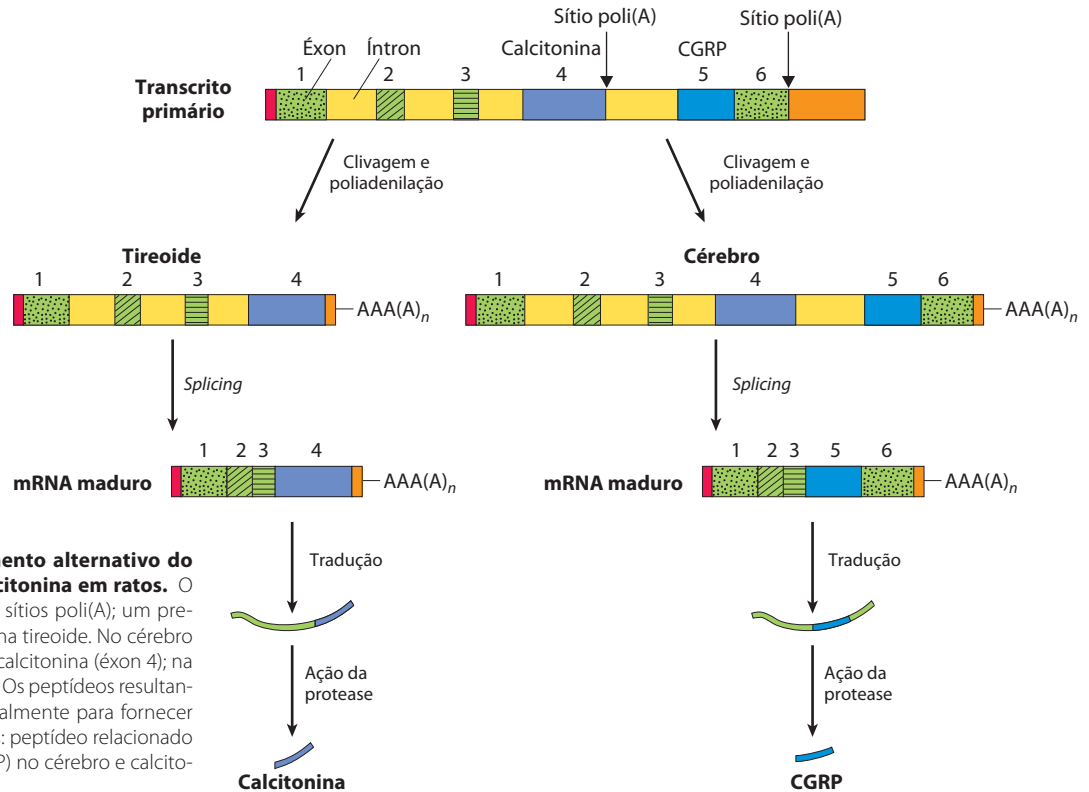 Sítio poli(A)
Sítio poli(A)
Éxon
Íntron
Calcitonina
CGRP
1
2
3
4
5
6
Transcrito
primário
Clivagem e
poliadenilação
Clivagem e
poliadenilação
Tireoide
1
2
3
4
AAA(A)n
Cérebro
1
2
3
4
5
6
AAA(A)n
Splicing
Splicing
1
2
3
4
mRNA maduro
AAA(A)n
1
2
3
5
6
mRNA maduro
AAA(A)n
Tradução
Tradução
Ação da
protease
Ação da
protease
Calcitonina
CGRP
alternativo do
em ratos. O
sítios poli(A); um pre-
na tireoide. No cérebro
calcitonina (éxon 4); na
Os peptídeos resultan-
para fornecer
peptídeo relacionado
no cérebro e calcito-